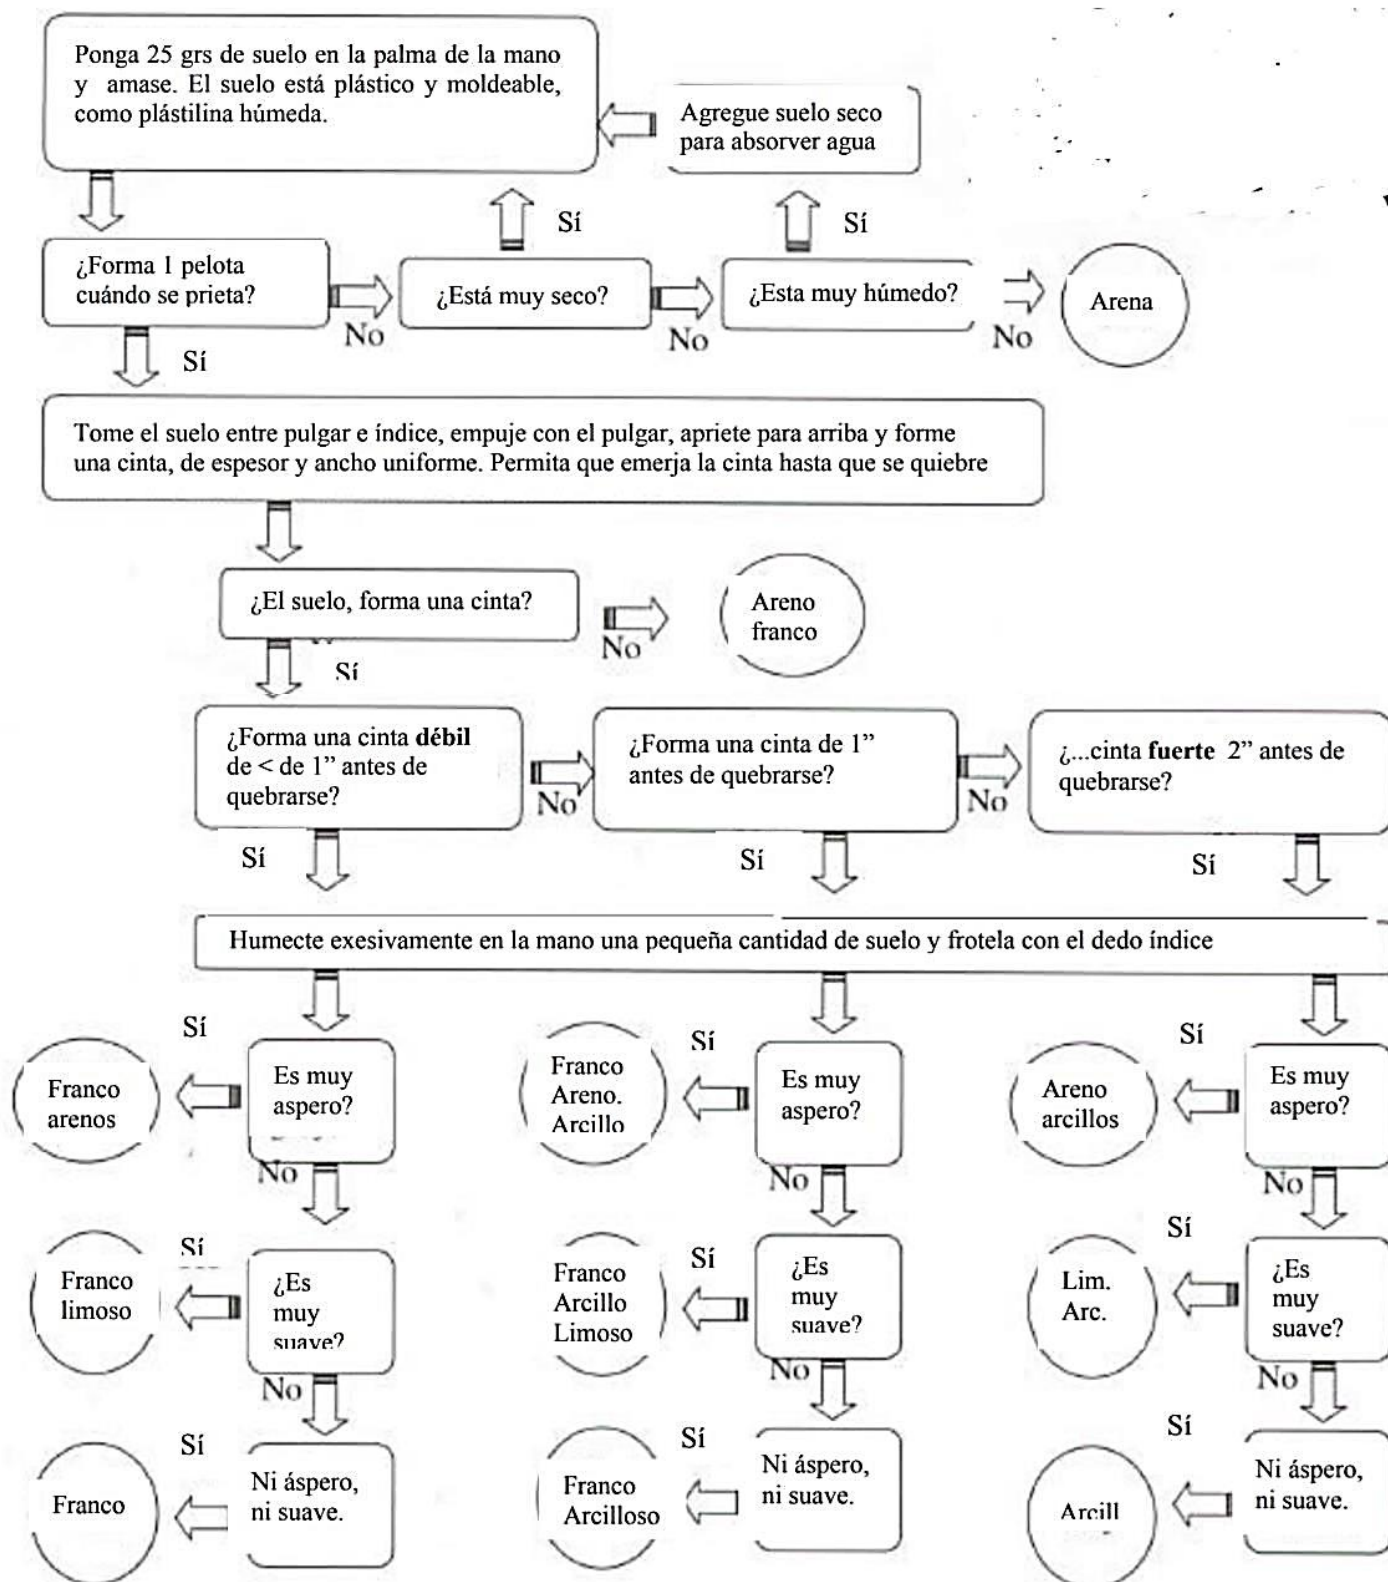 Ponga 25 grs de suelo en la palma de la mano
y amase. El suelo está plástico y moldeable,
como plástilina húmeda.
Agregue suelo seco
para absorver agua
Sí
Sí
¿Forma 1 pelota
cuándo se prieta?
No
¿Está muy seco?
No
¿Esta muy húmedo?
No
Arena
Sí
Tome el suelo entre pulgar e índice, empuje con el pulgar, apriete para arriba y forme
una cinta, de espesor y ancho uniforme. Permita que emerja la cinta hasta que se quiebre
¿El suelo, forma una cinta?
No
Areno
franco
Sí
¿Forma una cinta débil
de < de 1” antes de
quebrarse?
No
¿Forma una cinta de 1”
antes de quebrarse?
No
¿...cinta fuerte 2” antes de
quebrarse?
Sí
Sí
Sí
Humecte exesivamente en la mano una pequeña cantidad de suelo y frotela con el dedo índice
Sí
Franco
arenos
Es muy
aspero?
No
Sí
Franco
Areno.
Arcillo
Es muy
aspero?
No
Sí
Areno
arcillos
Es muy
aspero?
No
Sí
Franco
limoso
¿Es
muy
suave?
No
Sí
Franco
Arcillo
Limoso
¿Es
muy
suave?
No
Sí
Lim.
Arc.
¿Es
muy
suave?
No
Sí
Franco
Ni áspero,
ni suave.
Sí
Franco
Arcilloso
Ni áspero,
ni suave.
Sí
Arcill
Ni áspero,
ni suave.